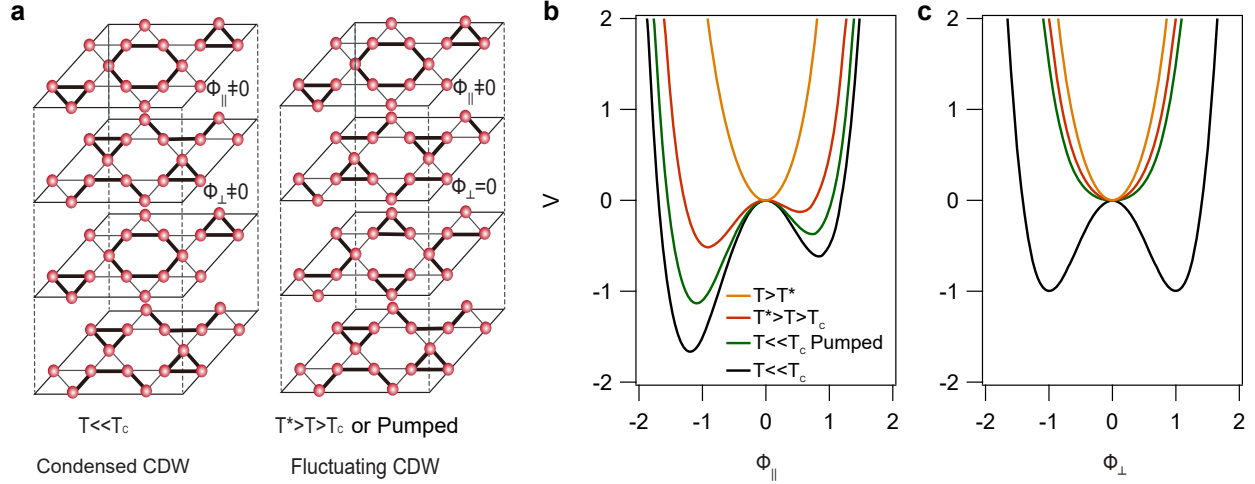 a
Φ∥≠0
Φ⊥≠0
T<<Tc
Condensed CDW
Φ∥≠0
Φ⊥=0
T*>T>Tc or Pumped
Fluctuating CDW
b
V
2
1
0
-1
-2
T>T*
T*>T>Tc
T<<Tc Pumped
T<<Tc
-2 -1 0 1 2
Φ∥
c
2
1
0
-1
-2
-2 -1 0 1 2
Φ⊥